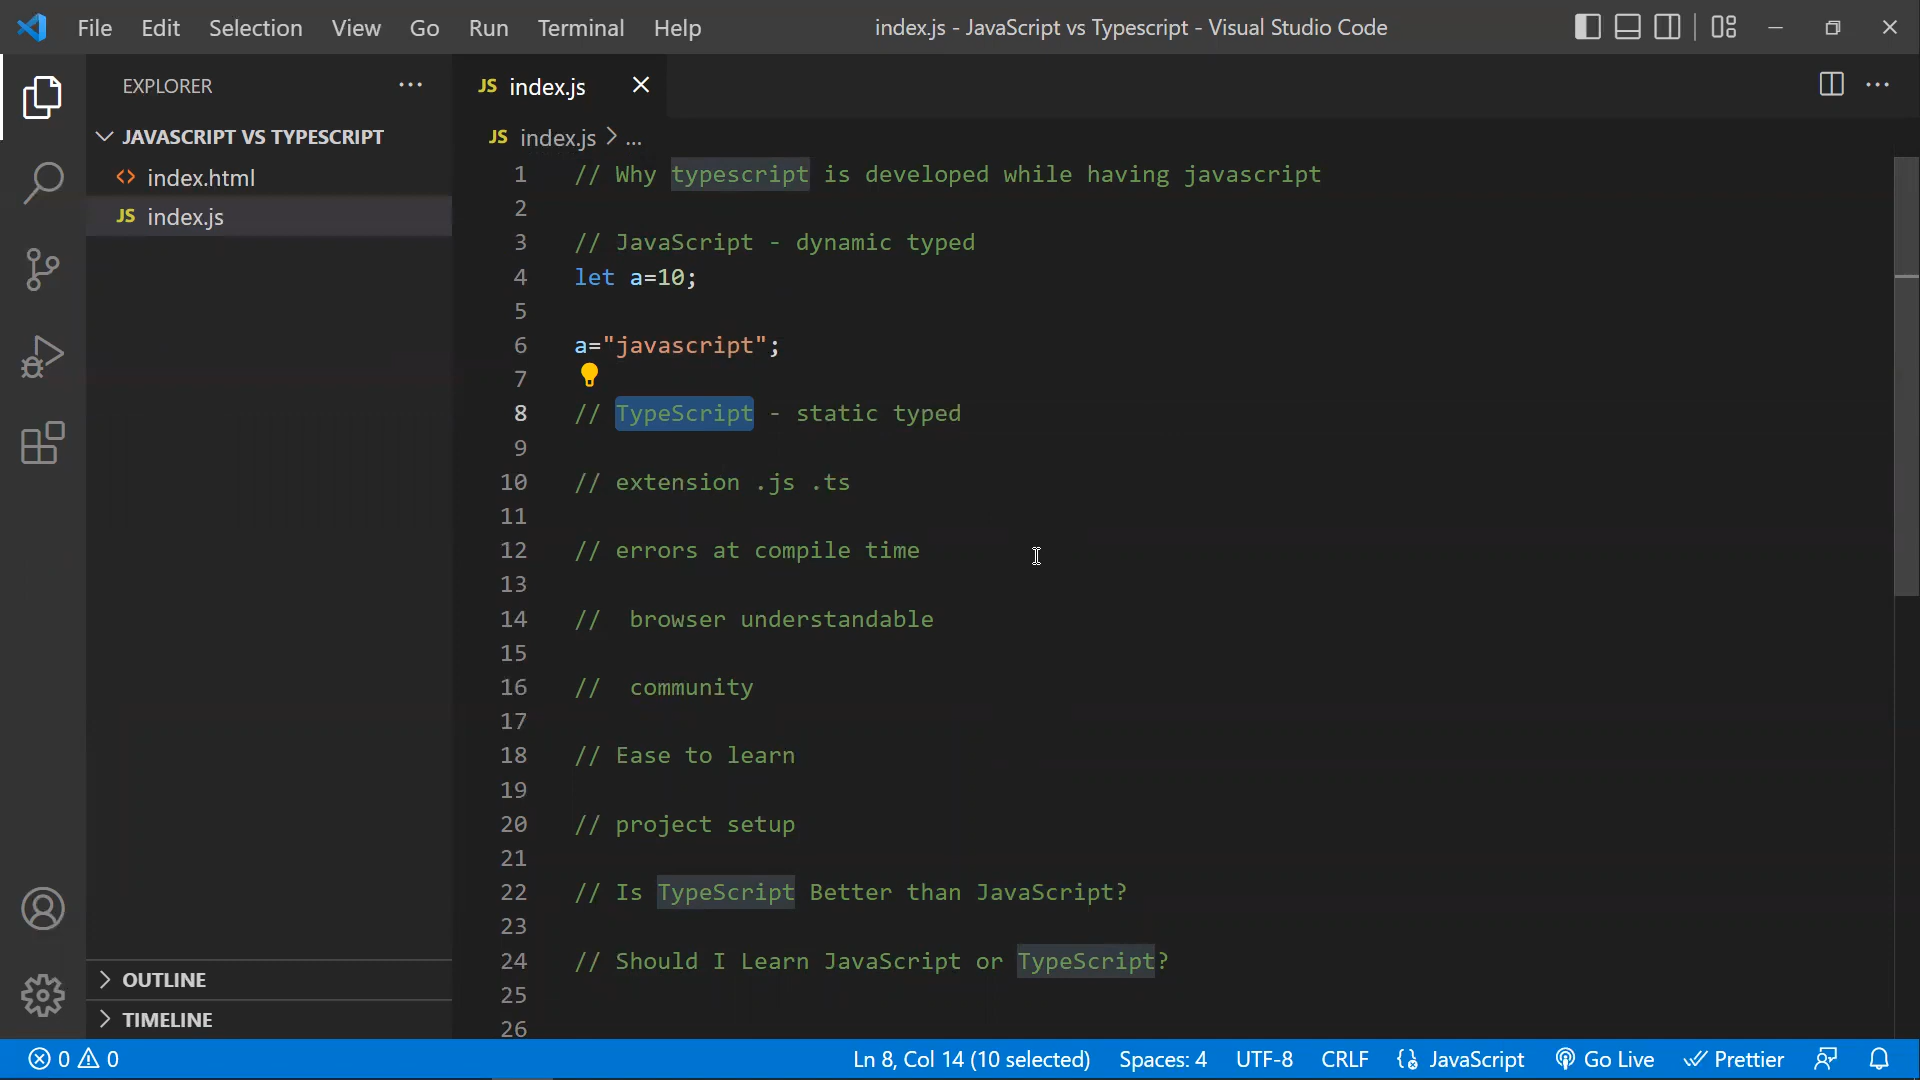 File Edit Selection View Go Run Terminal Help
index.js - JavaScript vs Typescript - Visual Studio Code
EXPLORER
JAVASCRIPT VS TYPESCRIPT
<> index.html
JS index.js
OUTLINE
TIMELINE
JS index.js
JS index.js > ...
1 // Why typescript is developed while having javascript
2
3 // JavaScript - dynamic typed
4 let a=10;
5
6 a="javascript";
7
8 // TypeScript - static typed
9
10 // extension .js .ts
11
12 // errors at compile time
13
14 //  browser understandable
15
16 //  community
17
18 // Ease to learn
19
20 // project setup
21
22 // Is TypeScript Better than JavaScript?
23
24 // Should I Learn JavaScript or TypeScript?
25
26
0 0 Ln 8, Col 14 (10 selected) Spaces: 4 UTF-8 CRLF JavaScript Go Live Prettier